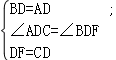 BD=AD ;
∠ADC=∠BDF
DF=CD